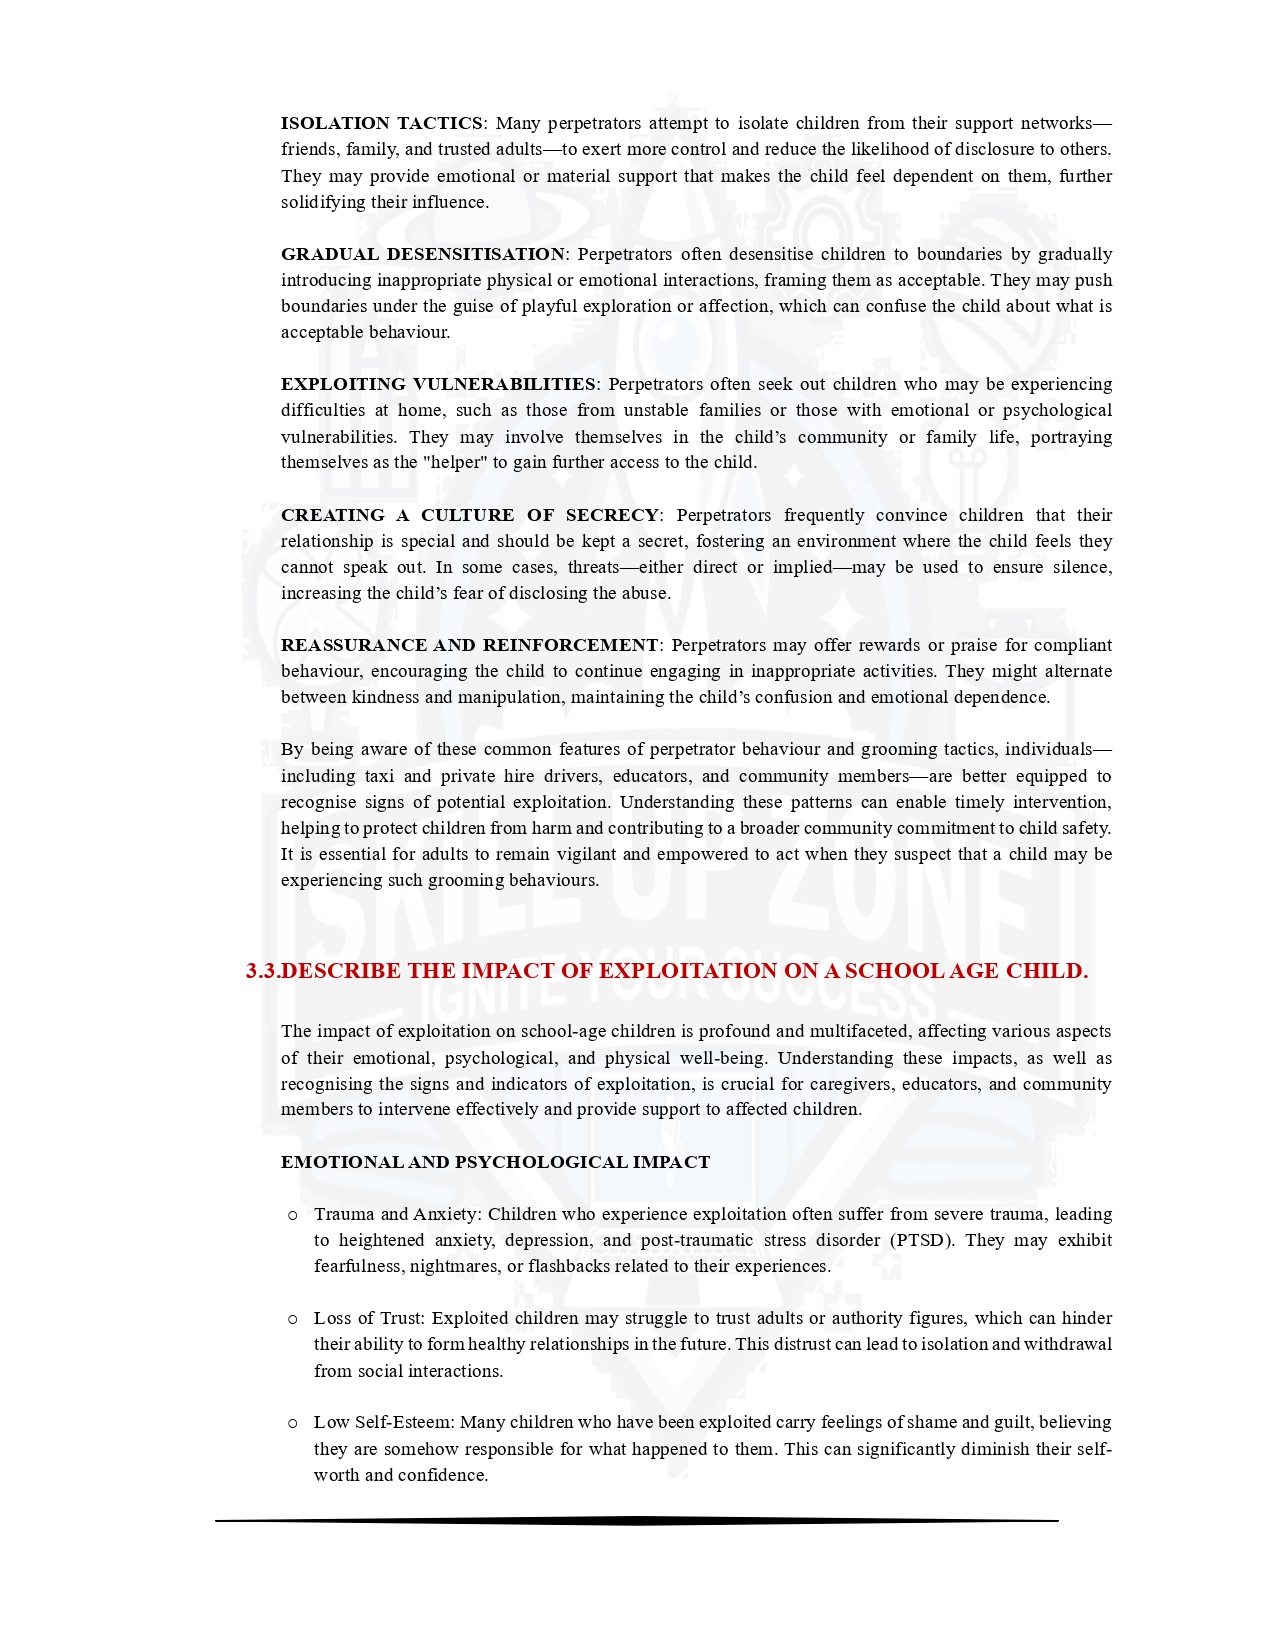 ISOLATION TACTICS: Many perpetrators attempt to isolate children from their support networks—
friends, family, and trusted adults—to exert more control and reduce the likelihood of disclosure to others.
They may provide emotional or material support that makes the child feel dependent on them, further
solidifying their influence.
GRADUAL DESENSITISATION: Perpetrators often desensitise children to boundaries by gradually
introducing inappropriate physical or emotional interactions, framing them as acceptable. They may push
boundaries under the guise of playful exploration or affection, which can confuse the child about what is
acceptable behaviour.
EXPLOITING VULNERABILITIES: Perpetrators often seek out children who may be experiencing
difficulties at home, such as those from unstable families or those with emotional or psychological
vulnerabilities. They may involve themselves in the child’s community or family life, portraying
themselves as the "helper" to gain further access to the child.
CREATING A CULTURE OF SECRECY: Perpetrators frequently convince children that their
relationship is special and should be kept a secret, fostering an environment where the child feels they
cannot speak out. In some cases, threats—either direct or implied—may be used to ensure silence,
increasing the child’s fear of disclosing the abuse.
REASSURANCE AND REINFORCEMENT: Perpetrators may offer rewards or praise for compliant
behaviour, encouraging the child to continue engaging in inappropriate activities. They might alternate
between kindness and manipulation, maintaining the child’s confusion and emotional dependence.
By being aware of these common features of perpetrator behaviour and grooming tactics, individuals—
including taxi and private hire drivers, educators, and community members—are better equipped to
recognise signs of potential exploitation. Understanding these patterns can enable timely intervention,
helping to protect children from harm and contributing to a broader community commitment to child safety.
It is essential for adults to remain vigilant and empowered to act when they suspect that a child may be
experiencing such grooming behaviours.
SKILL UP ZONE
3.3.DESCRIBE THE IMPACT OF EXPLOITATION ON A SCHOOL AGE CHILD.
IGNITE YOUR SUCCESS
The impact of exploitation on school-age children is profound and multifaceted, affecting various aspects
of their emotional, psychological, and physical well-being. Understanding these impacts, as well as
recognising the signs and indicators of exploitation, is crucial for caregivers, educators, and community
members to intervene effectively and provide support to affected children.
EMOTIONAL AND PSYCHOLOGICAL IMPACT
○ Trauma and Anxiety: Children who experience exploitation often suffer from severe trauma, leading
to heightened anxiety, depression, and post-traumatic stress disorder (PTSD). They may exhibit
fearfulness, nightmares, or flashbacks related to their experiences.
○ Loss of Trust: Exploited children may struggle to trust adults or authority figures, which can hinder
their ability to form healthy relationships in the future. This distrust can lead to isolation and withdrawal
from social interactions.
○ Low Self-Esteem: Many children who have been exploited carry feelings of shame and guilt, believing
they are somehow responsible for what happened to them. This can significantly diminish their self-
worth and confidence.